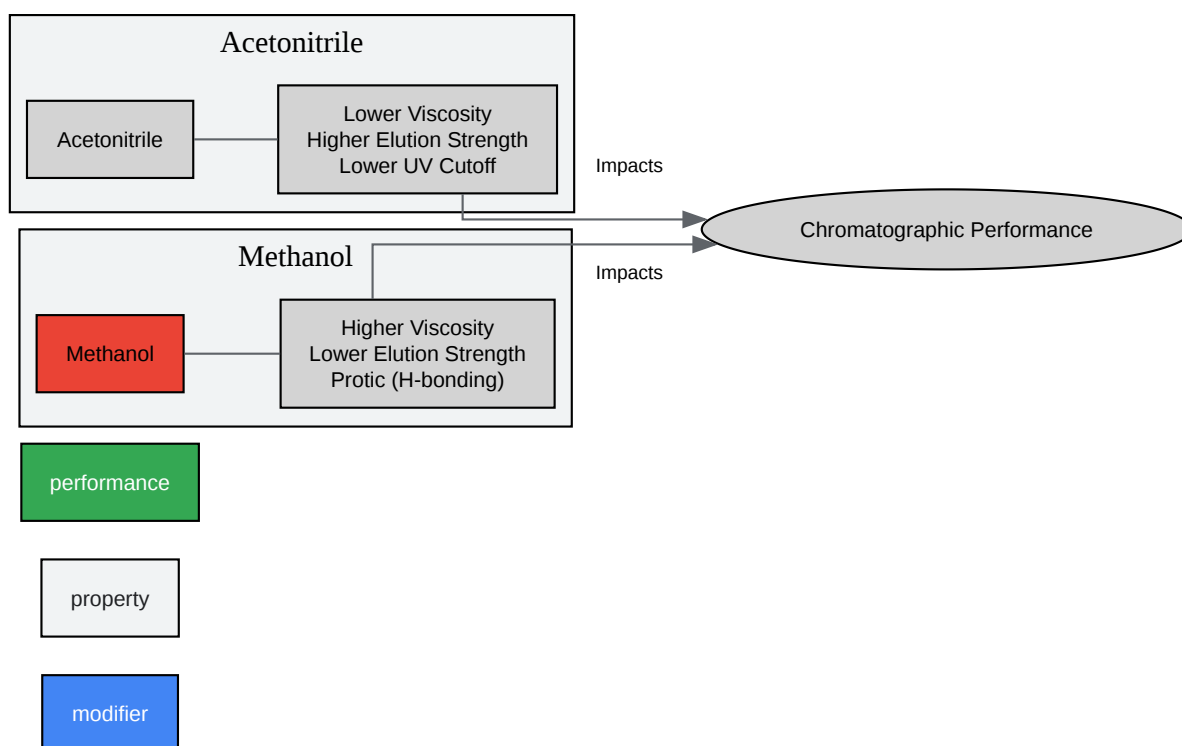 Acetonitrile
Acetonitrile
Lower Viscosity
Higher Elution Strength
Lower UV Cutoff
Impacts
Chromatographic Performance
Methanol
Methanol
Higher Viscosity
Lower Elution Strength
Protic (H-bonding)
Impacts
performance
property
modifier